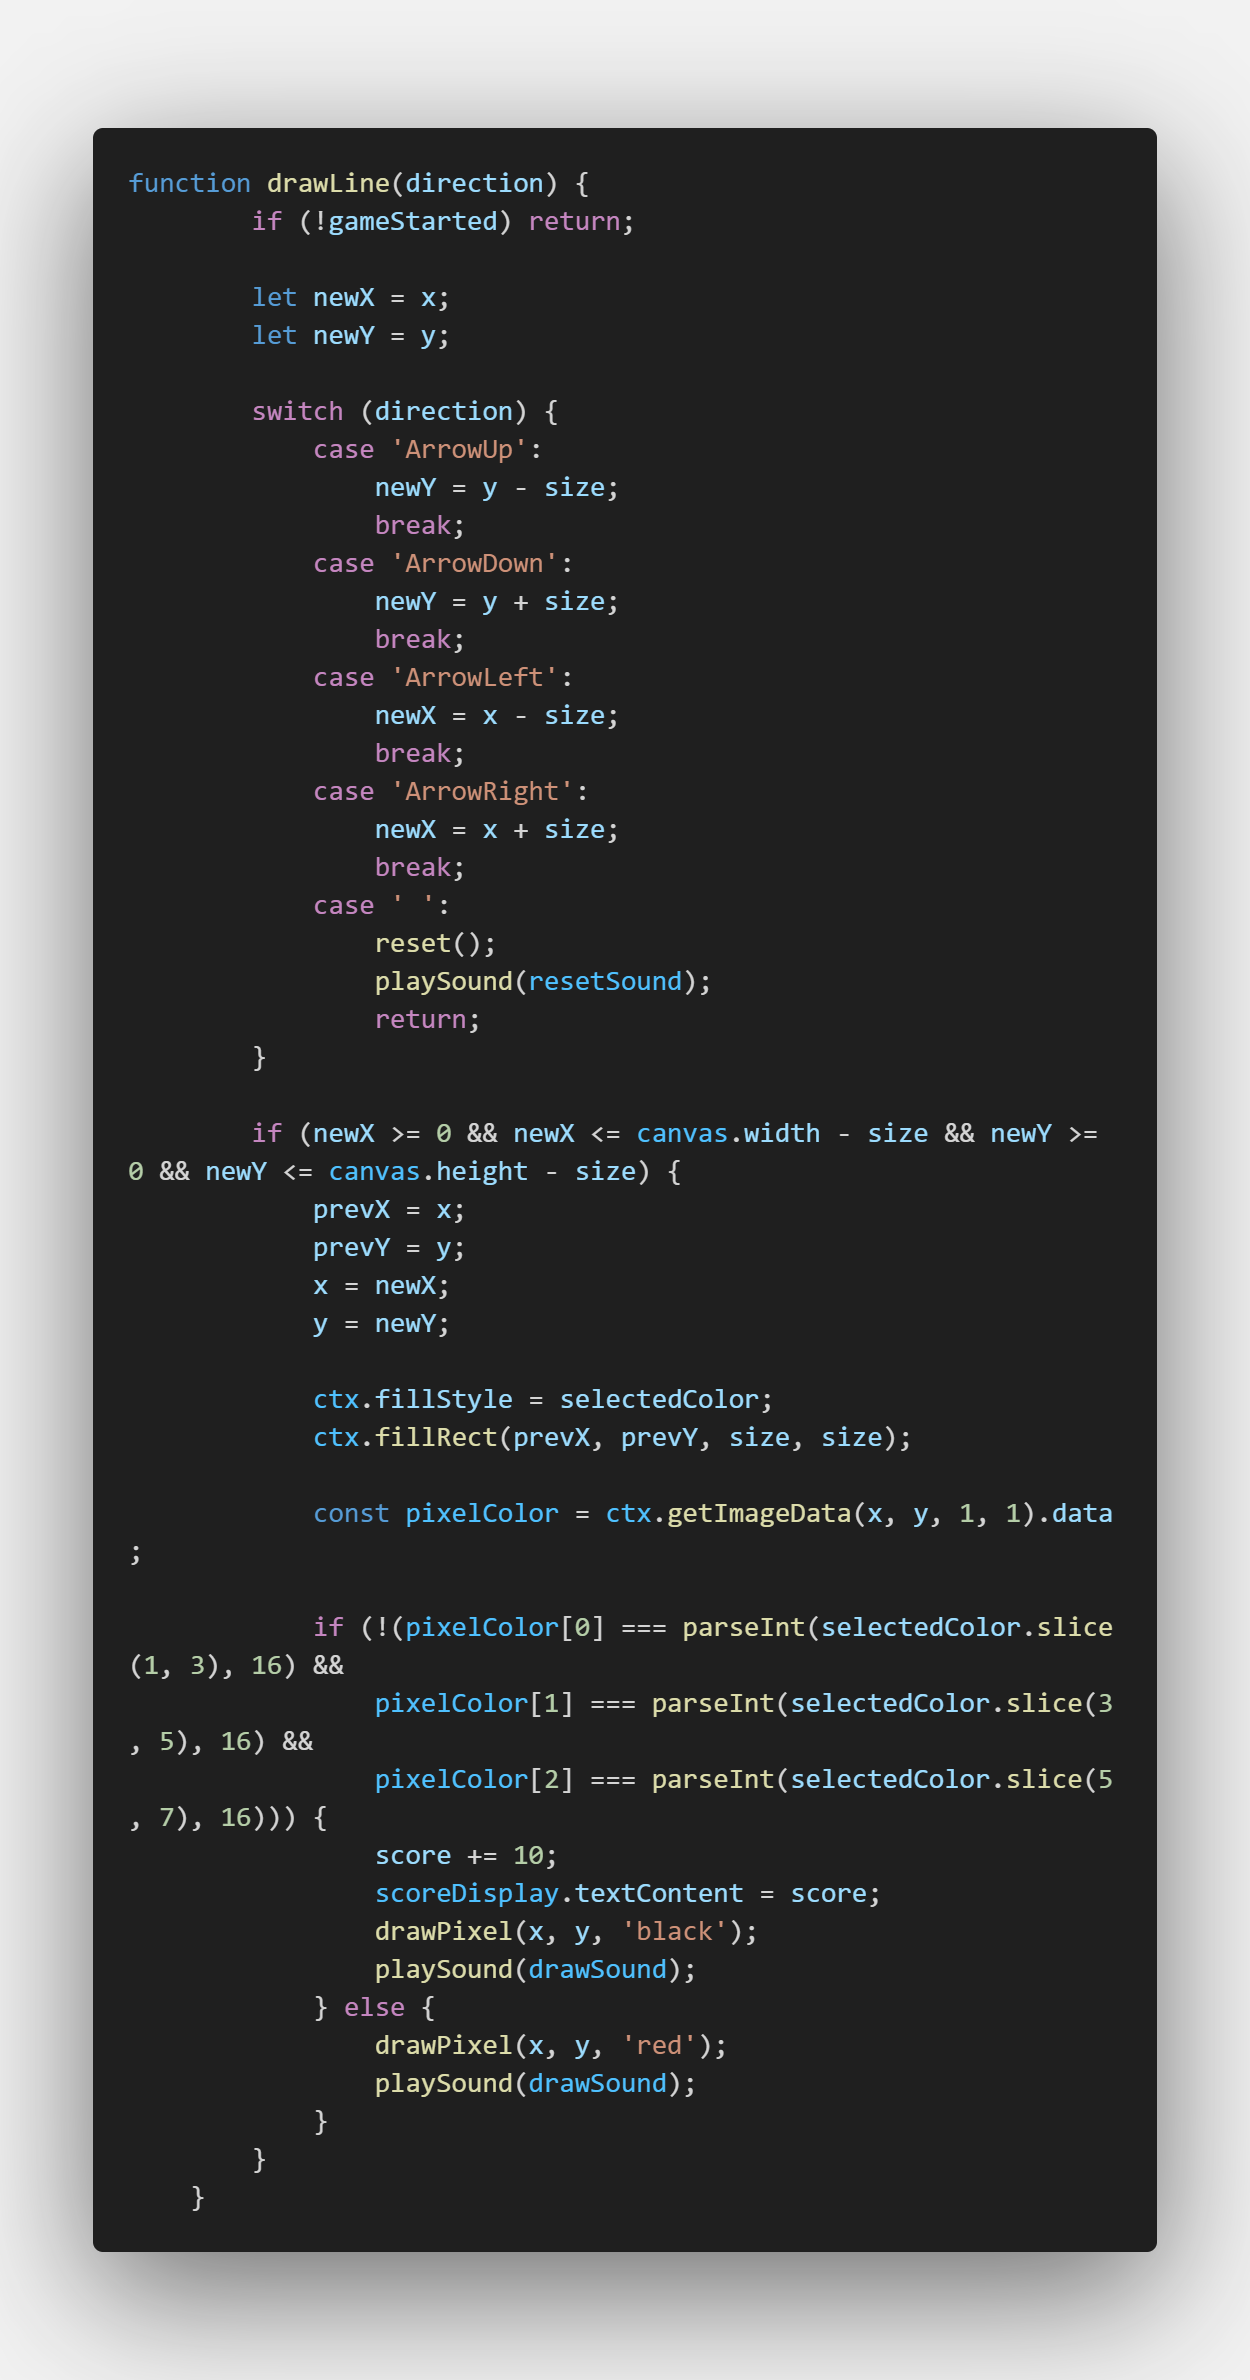 function drawLine(direction) {
        if (!gameStarted) return;

        let newX = x;
        let newY = y;

        switch (direction) {
            case 'ArrowUp':
                newY = y - size;
                break;
            case 'ArrowDown':
                newY = y + size;
                break;
            case 'ArrowLeft':
                newX = x - size;
                break;
            case 'ArrowRight':
                newX = x + size;
                break;
            case ' ':
                reset();
                playSound(resetSound);
                return;
        }

        if (newX >= 0 && newX <= canvas.width - size && newY >=
0 && newY <= canvas.height - size) {
            prevX = x;
            prevY = y;
            x = newX;
            y = newY;

            ctx.fillStyle = selectedColor;
            ctx.fillRect(prevX, prevY, size, size);

            const pixelColor = ctx.getImageData(x, y, 1, 1).data
;

            if (!(pixelColor[0] === parseInt(selectedColor.slice
(1, 3), 16) &&
                pixelColor[1] === parseInt(selectedColor.slice(3
, 5), 16) &&
                pixelColor[2] === parseInt(selectedColor.slice(5
, 7), 16))) {
                score += 10;
                scoreDisplay.textContent = score;
                drawPixel(x, y, 'black');
                playSound(drawSound);
            } else {
                drawPixel(x, y, 'red');
                playSound(drawSound);
            }
        }
    }